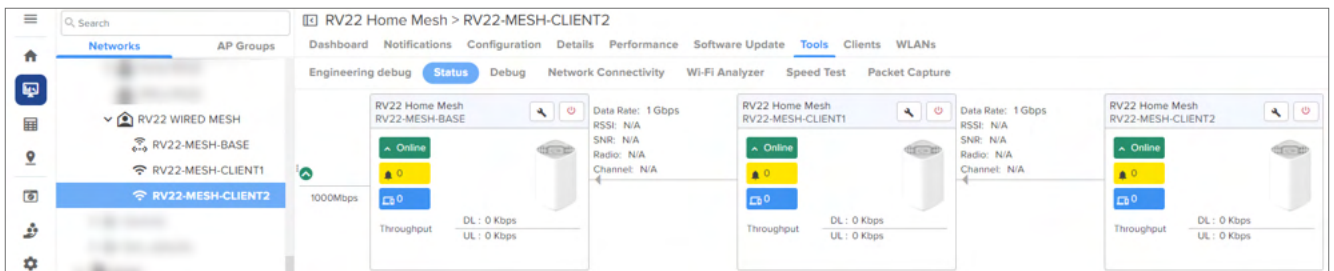 Search
Networks AP Groups
RV22 WIRED MESH
RV22-MESH-BASE
RV22-MESH-CLIENT1
RV22-MESH-CLIENT2
RV22 Home Mesh > RV22-MESH-CLIENT2
Dashboard Notifications Configuration Details Performance Software Update Tools Clients WLANs
Engineering debug Status Debug Network Connectivity Wi-Fi Analyzer Speed Test Packet Capture
1000Mbps
RV22 Home Mesh
RV22-MESH-BASE
Online
0
0
Throughput
DL : 0 Kbps
UL : 0 Kbps
Data Rate: 1 Gbps
RSSI: N/A
SNR: N/A
Radio: N/A
Channel: N/A
RV22 Home Mesh
RV22-MESH-CLIENT1
Online
0
0
Throughput
DL : 0 Kbps
UL : 0 Kbps
Data Rate: 1 Gbps
RSSI: N/A
SNR: N/A
Radio: N/A
Channel: N/A
RV22 Home Mesh
RV22-MESH-CLIENT2
Online
0
0
Throughput
DL : 0 Kbps
UL : 0 Kbps